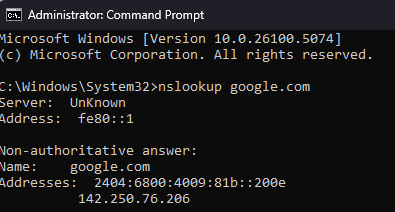 Administrator: Command Prompt
Microsoft Windows [Version 10.0.26100.5074]
(c) Microsoft Corporation. All rights reserved.
C:\Windows\System32>nslookup google.com
Server:  UnKnown
Address:  fe80::1
Non-authoritative answer:
Name:    google.com
Addresses:  2404:6800:4009:81b::200e
          142.250.76.206